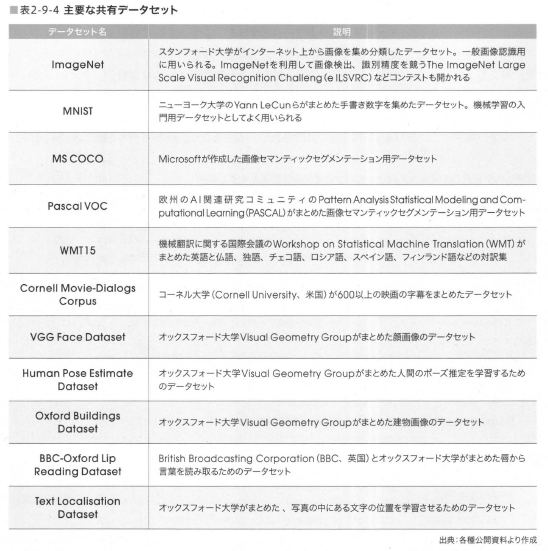 ■表2-9-4 主要な共有データセット
データセット名 説明
ImageNet
スタンフォード大学がインターネット上から画像を集め分類したデータセット。一般画像認識用
に用いられる。ImageNetを利用して画像検出、識別精度を競うThe ImageNet Large
Scale Visual Recognition Challeng(e ILSVRC)などコンテストも開かれる
MNIST
ニューヨーク大学のYann LeCunらがまとめた手書き数字を集めたデータセット。機械学習の入
門用データセットとしてよく用いられる
MS COCO
Microsoftが作成した画像セマンティックセグメンテーション用データセット
Pascal VOC
欧州のAI関連研究コミュニティのPattern Analysis Statistical Modeling and Com-
putational Learning(PASCAL)がまとめた画像セマンティックセグメンテーション用データセット
WMT15
機械翻訳に関する国際会議のWorkshop on Statistical Machine Translation(WMT)が
まとめた英語と仏語、独語、チェコ語、ロシア語、スペイン語、フィンランド語などの対訳集
Cornell Movie-Dialogs
Corpus
コーネル大学(Cornell University、米国)が600以上の映画の字幕をまとめたデータセット
VGG Face Dataset
オックスフォード大学Visual Geometry Groupがまとめた顔画像のデータセット
Human Pose Estimate
Dataset
オックスフォード大学Visual Geometry Groupがまとめた人間のポーズ推定を学習するため
のデータセット
Oxford Buildings
Dataset
オックスフォード大学Visual Geometry Groupがまとめた建物画像のデータセット
BBC-Oxford Lip
Reading Dataset
British Broadcasting Corporation(BBC、英国)とオックスフォード大学がまとめた唇から
言葉を読み取るためのデータセット
Text Localisation
Dataset
オックスフォード大学がまとめた、写真の中にある文字の位置を学習させるためのデータセット
出典:各種公開資料より作成